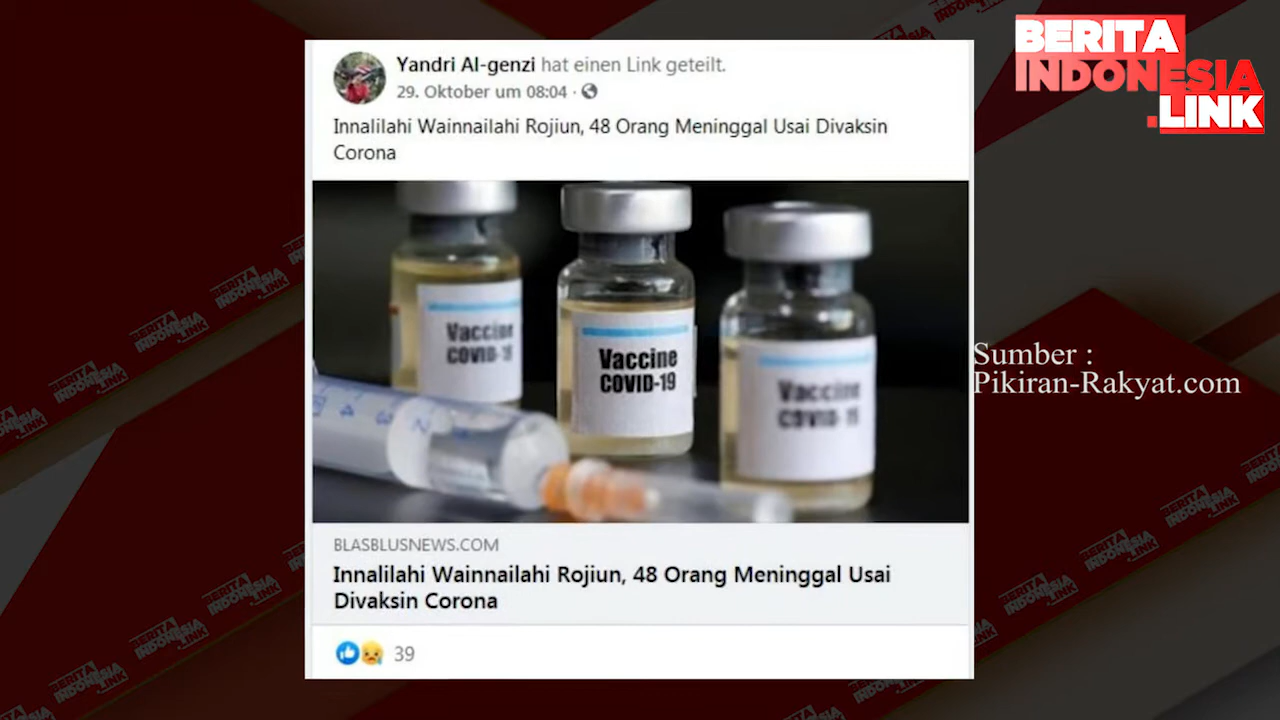 BERITA
INDONESIA
.LINK
Yandri Al-genzi hat einen Link geteilt.
29. Oktober um 08:04 ·
Innalilahi Wainnailahi Rojiun, 48 Orang Meninggal Usai Divaksin
Corona
Vaccine
COVID-19
Vaccine
COVID-19
Vaccine
COVID-19
Sumber :
Pikiran-Rakyat.com
BLASBLUSNEWS.COM
Innalilahi Wainnailahi Rojiun, 48 Orang Meninggal Usai
Divaksin Corona
39